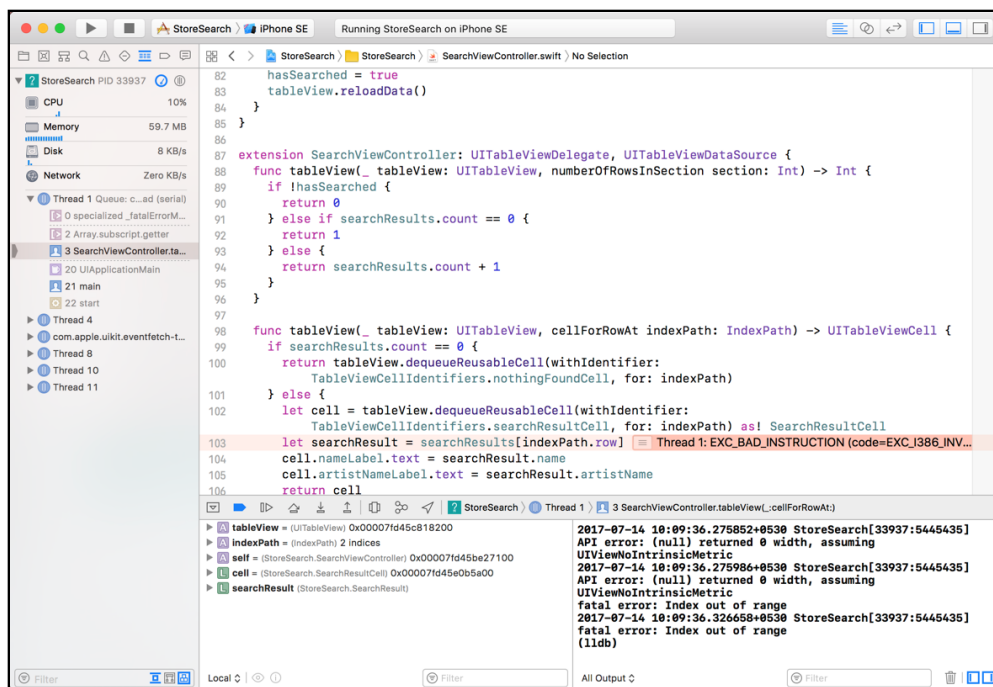 StoreSearch 〉 iPhone SE
Running StoreSearch on iPhone SE
StoreSearch 〉 StoreSearch 〉 SearchViewController.swift 〉 No Selection
StoreSearch PID 33937
CPU 10%
Memory 59.7 MB
Disk 8 KB/s
Network Zero KB/s
Thread 1 Queue: c...ad (serial)
0 specialized _fatalErrorM...
2 Array.subscript.getter
3 SearchViewController.ta...
20 UIApplicationMain
21 main
22 start
Thread 4
com.apple.uikit.eventfetch-t...
Thread 8
Thread 10
Thread 11
Filter
82 hasSearched = true
83 tableView.reloadData()
84 }
85 }
86
87 extension SearchViewController: UITableViewDelegate, UITableViewDataSource {
88 func tableView(_ tableView: UITableView, numberOfRowsInSection section: Int) -> Int {
89 if !hasSearched {
90 return 0
91 } else if searchResults.count == 0 {
92 return 1
93 } else {
94 return searchResults.count + 1
95 }
96 }
97
98 func tableView(_ tableView: UITableView, cellForRowAt indexPath: IndexPath) -> UITableViewCell {
99 if searchResults.count == 0 {
100 return tableView.dequeueReusableCell(withIdentifier:
TableViewCellIdentifiers.nothingFoundCell, for: indexPath)
101 } else {
102 let cell = tableView.dequeueReusableCell(withIdentifier:
TableViewCellIdentifiers.searchResultCell, for: indexPath) as! SearchResultCell
103 let searchResult = searchResults[indexPath.row] = Thread 1: EXC_BAD_INSTRUCTION (code=EXC_I386_INV...
104 cell.nameLabel.text = searchResult.name
105 cell.artistNameLabel.text = searchResult.artistName
106 return cell
StoreSearch 〉 Thread 1 〉 3 SearchViewController.tableView(_:cellForRowAt:)
A tableView = (UITableView) 0x00007fd45c818200
A indexPath = (IndexPath) 2 indices
A self = (StoreSearch.SearchViewController) 0x00007fd45be27100
L cell = (StoreSearch.SearchResultCell) 0x00007fd45e0b5a00
L searchResult (StoreSearch.SearchResult)
Local
Filter
2017-07-14 10:09:36.275852+0530 StoreSearch[33937:5445435]
API error: (null) returned 0 width, assuming
UIViewNoIntrinsicMetric
2017-07-14 10:09:36.275986+0530 StoreSearch[33937:5445435]
API error: (null) returned 0 width, assuming
UIViewNoIntrinsicMetric
fatal error: Index out of range
2017-07-14 10:09:36.326658+0530 StoreSearch[33937:5445435]
fatal error: Index out of range
(lldb)
All Output
Filter